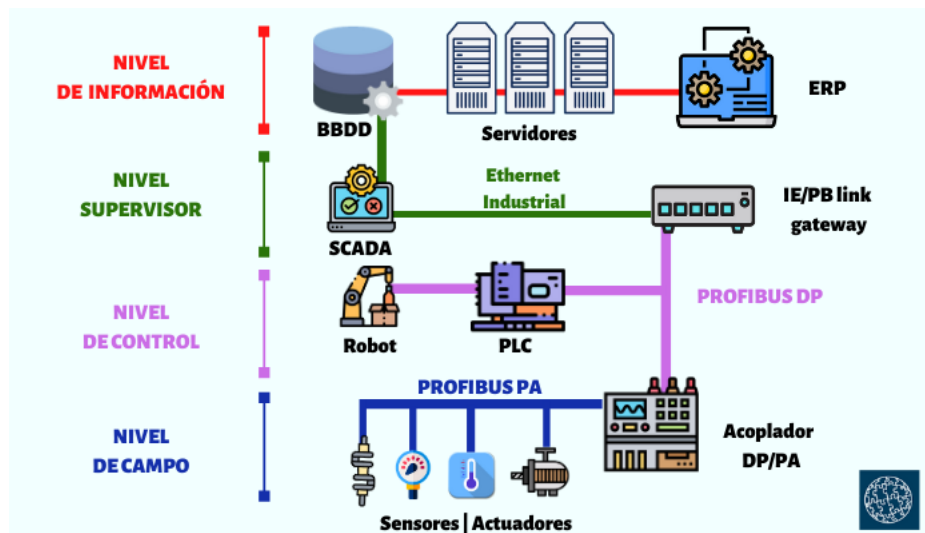 NIVEL
DE INFORMACIÓN
BBDD
Servidores
ERP
NIVEL
SUPERVISOR
Ethernet
Industrial
SCADA
IE/PB link
gateway
NIVEL
DE CONTROL
Robot
PLC
PROFIBUS DP
NIVEL
DE CAMPO
PROFIBUS PA
Acoplador
DP/PA
Sensores | Actuadores